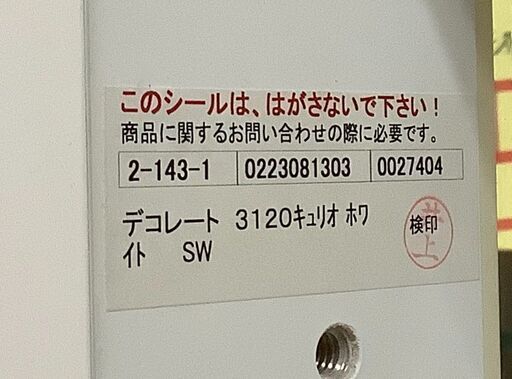 このシールは、はがさないで下さい！
商品に関するお問い合わせの際に必要です。
2-143-1 0223081303 0027404
デコレート 3120ｷｭﾘｵ ﾎﾜ
ｲﾄ SW
検印